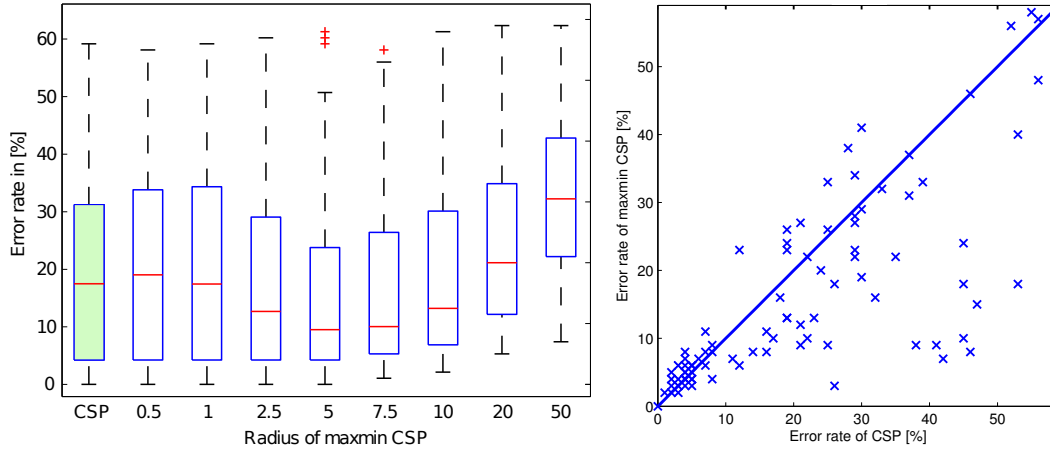 Error rate in [%]
60
50
40
30
20
10
0
CSP 0.5 1 2.5 5 7.5 10 20 50
Radius of maxmin CSP
Error rate of maxmin CSP [%]
50
40
30
20
10
0
0 10 20 30 40 50
Error rate of CSP [%]